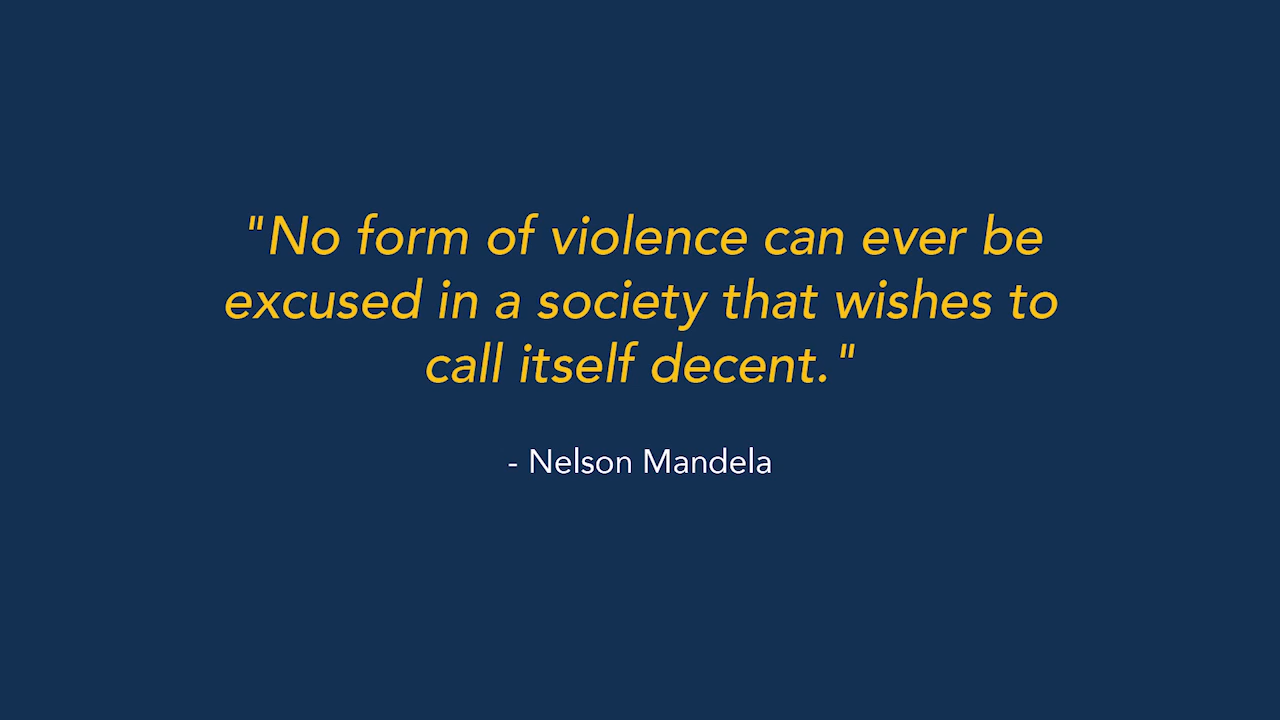 "No form of violence can ever be
excused in a society that wishes to
call itself decent."
- Nelson Mandela